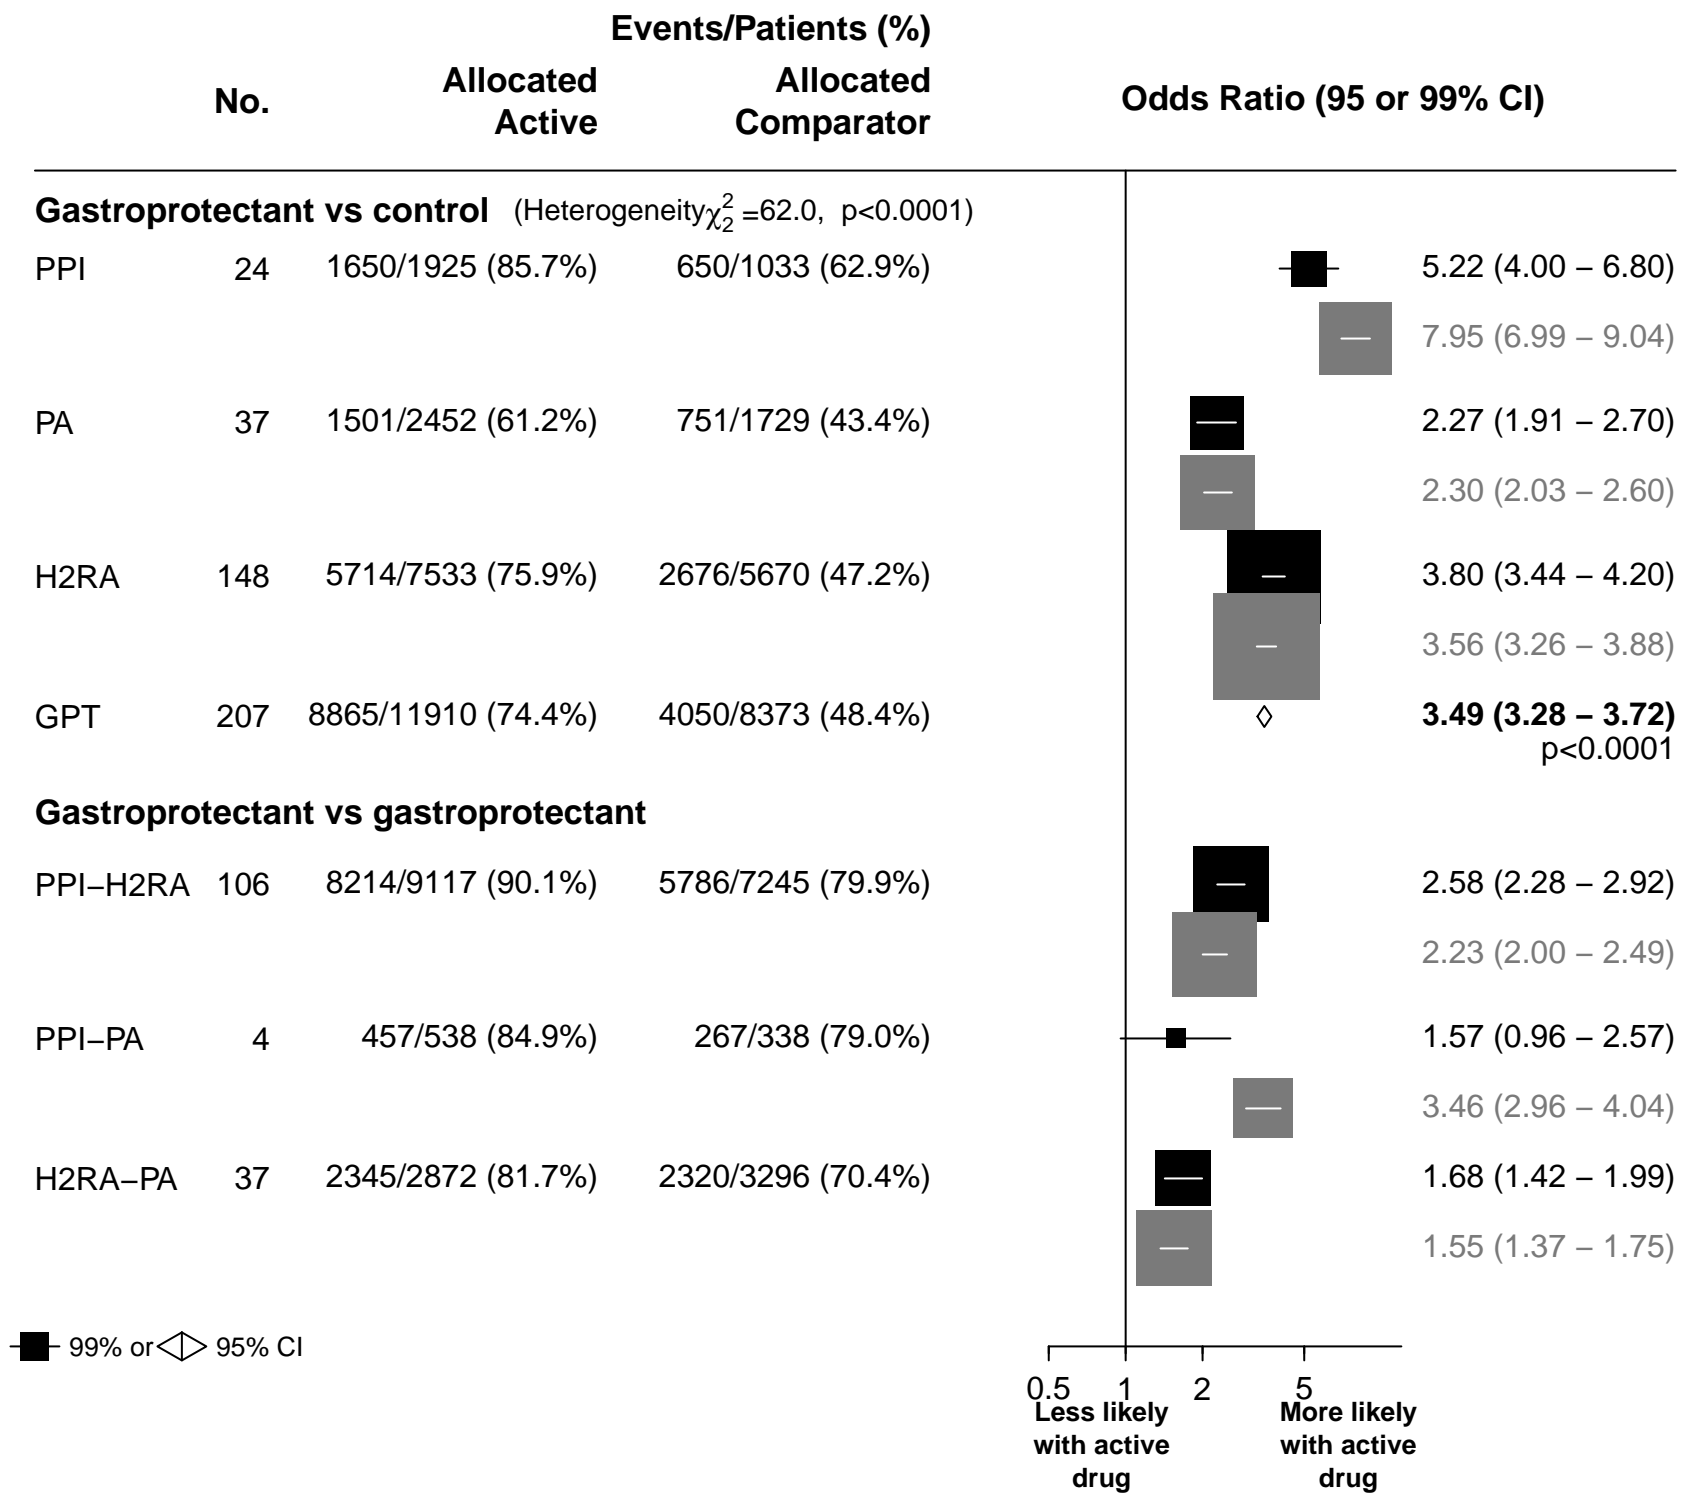 Events/Patients (%)
No. Allocated Active Allocated Comparator Odds Ratio (95 or 99% CI)
Gastroprotectant vs control (Heterogeneityχ²₂ =62.0, p<0.0001)
PPI 24 1650/1925 (85.7%) 650/1033 (62.9%) 5.22 (4.00 – 6.80)
7.95 (6.99 – 9.04)
PA 37 1501/2452 (61.2%) 751/1729 (43.4%) 2.27 (1.91 – 2.70)
2.30 (2.03 – 2.60)
H2RA 148 5714/7533 (75.9%) 2676/5670 (47.2%) 3.80 (3.44 – 4.20)
3.56 (3.26 – 3.88)
GPT 207 8865/11910 (74.4%) 4050/8373 (48.4%) 3.49 (3.28 – 3.72)
p<0.0001
Gastroprotectant vs gastroprotectant
PPI–H2RA 106 8214/9117 (90.1%) 5786/7245 (79.9%) 2.58 (2.28 – 2.92)
2.23 (2.00 – 2.49)
PPI–PA 4 457/538 (84.9%) 267/338 (79.0%) 1.57 (0.96 – 2.57)
3.46 (2.96 – 4.04)
H2RA–PA 37 2345/2872 (81.7%) 2320/3296 (70.4%) 1.68 (1.42 – 1.99)
1.55 (1.37 – 1.75)
99% or 95% CI
0.5 1 2 5
Less likely with active drug
More likely with active drug